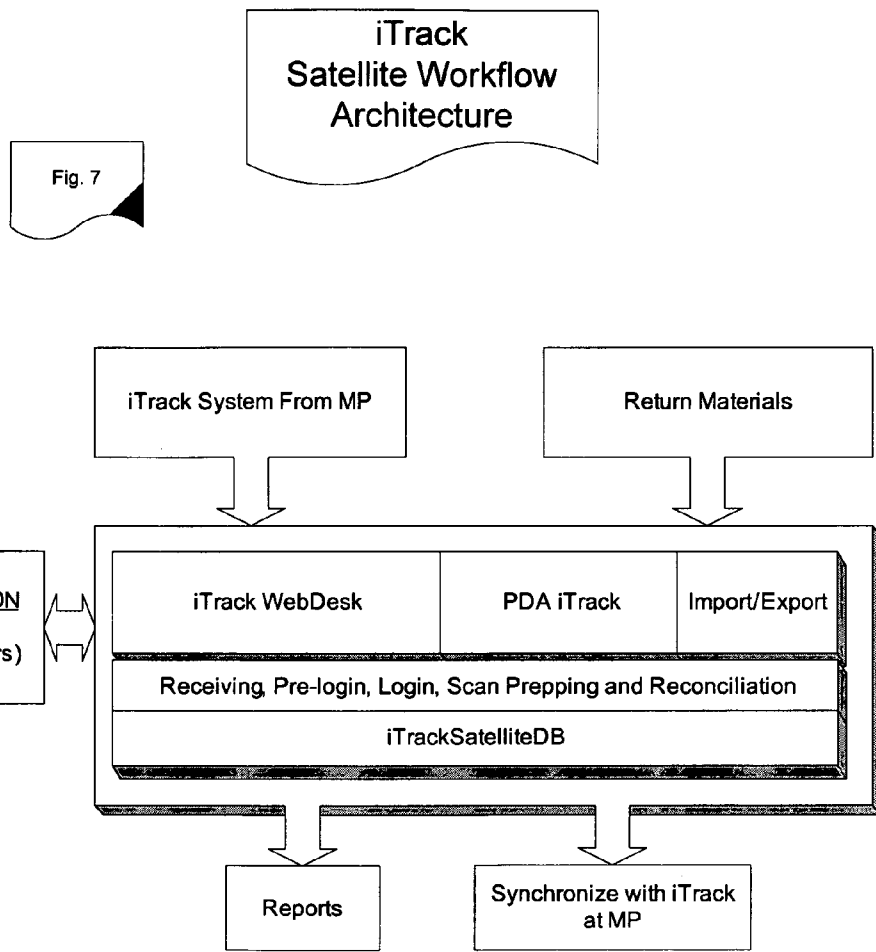 iTrack
Satellite Workflow
Architecture
Fig. 7
iTrack System From MP
Return Materials
iTrack WebDesk
PDA iTrack
Import/Export
Receiving, Pre-login, Login, Scan Prepping and Reconciliation
iTrackSatelliteDB
Reports
Synchronize with iTrack
at MP